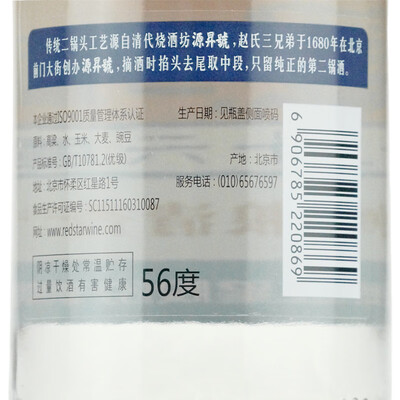 传统二锅头工艺源自清代烧酒坊源昇號，赵氏三兄弟于1680年在北京
前门大街创办源昇號，摘酒时掐头去尾取中段，只留纯正的第二锅酒。
本企业通过ISO9001质量管理体系认证
生产日期：见瓶盖侧面喷码
原料：高粱、水、玉米、大麦、豌豆
产品标准号：GB/T10781.2(优级)
产地：北京市
地址：北京市怀柔区红星路1号
服务电话：(010)65676597
食品生产许可证编号：SC11511160310087
www.redstarwine.com
阴凉干燥处常温贮存
过量饮酒有害健康
56度
6906785220869